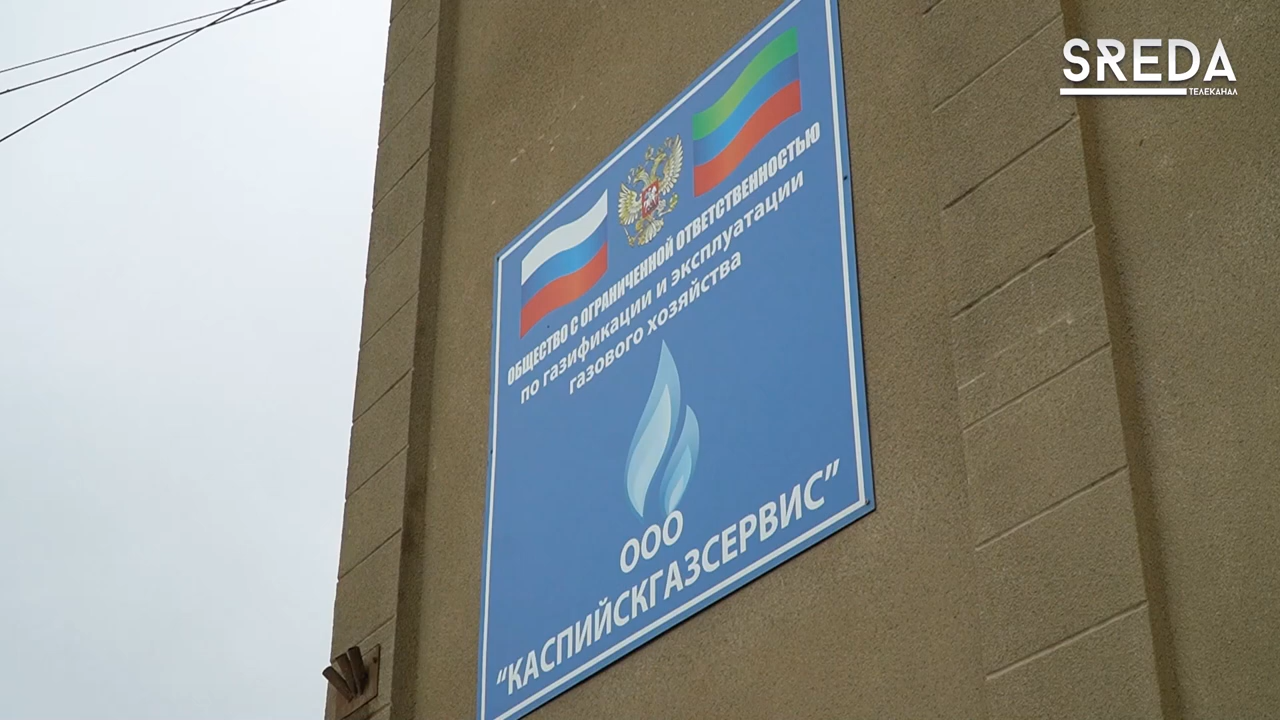 SREDA
ТЕЛЕКАНАЛ
ОБЩЕСТВО С ОГРАНИЧЕННОЙ ОТВЕТСТВЕННОСТЬЮ
по газификации и эксплуатации
газового хозяйства
ООО
“КАСПИЙСКГАЗСЕРВИС”